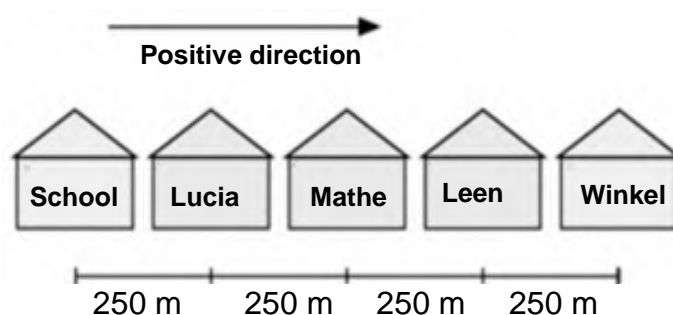 Positive direction
School Lucia Mathe Leen Winkel
250 m 250 m 250 m 250 m